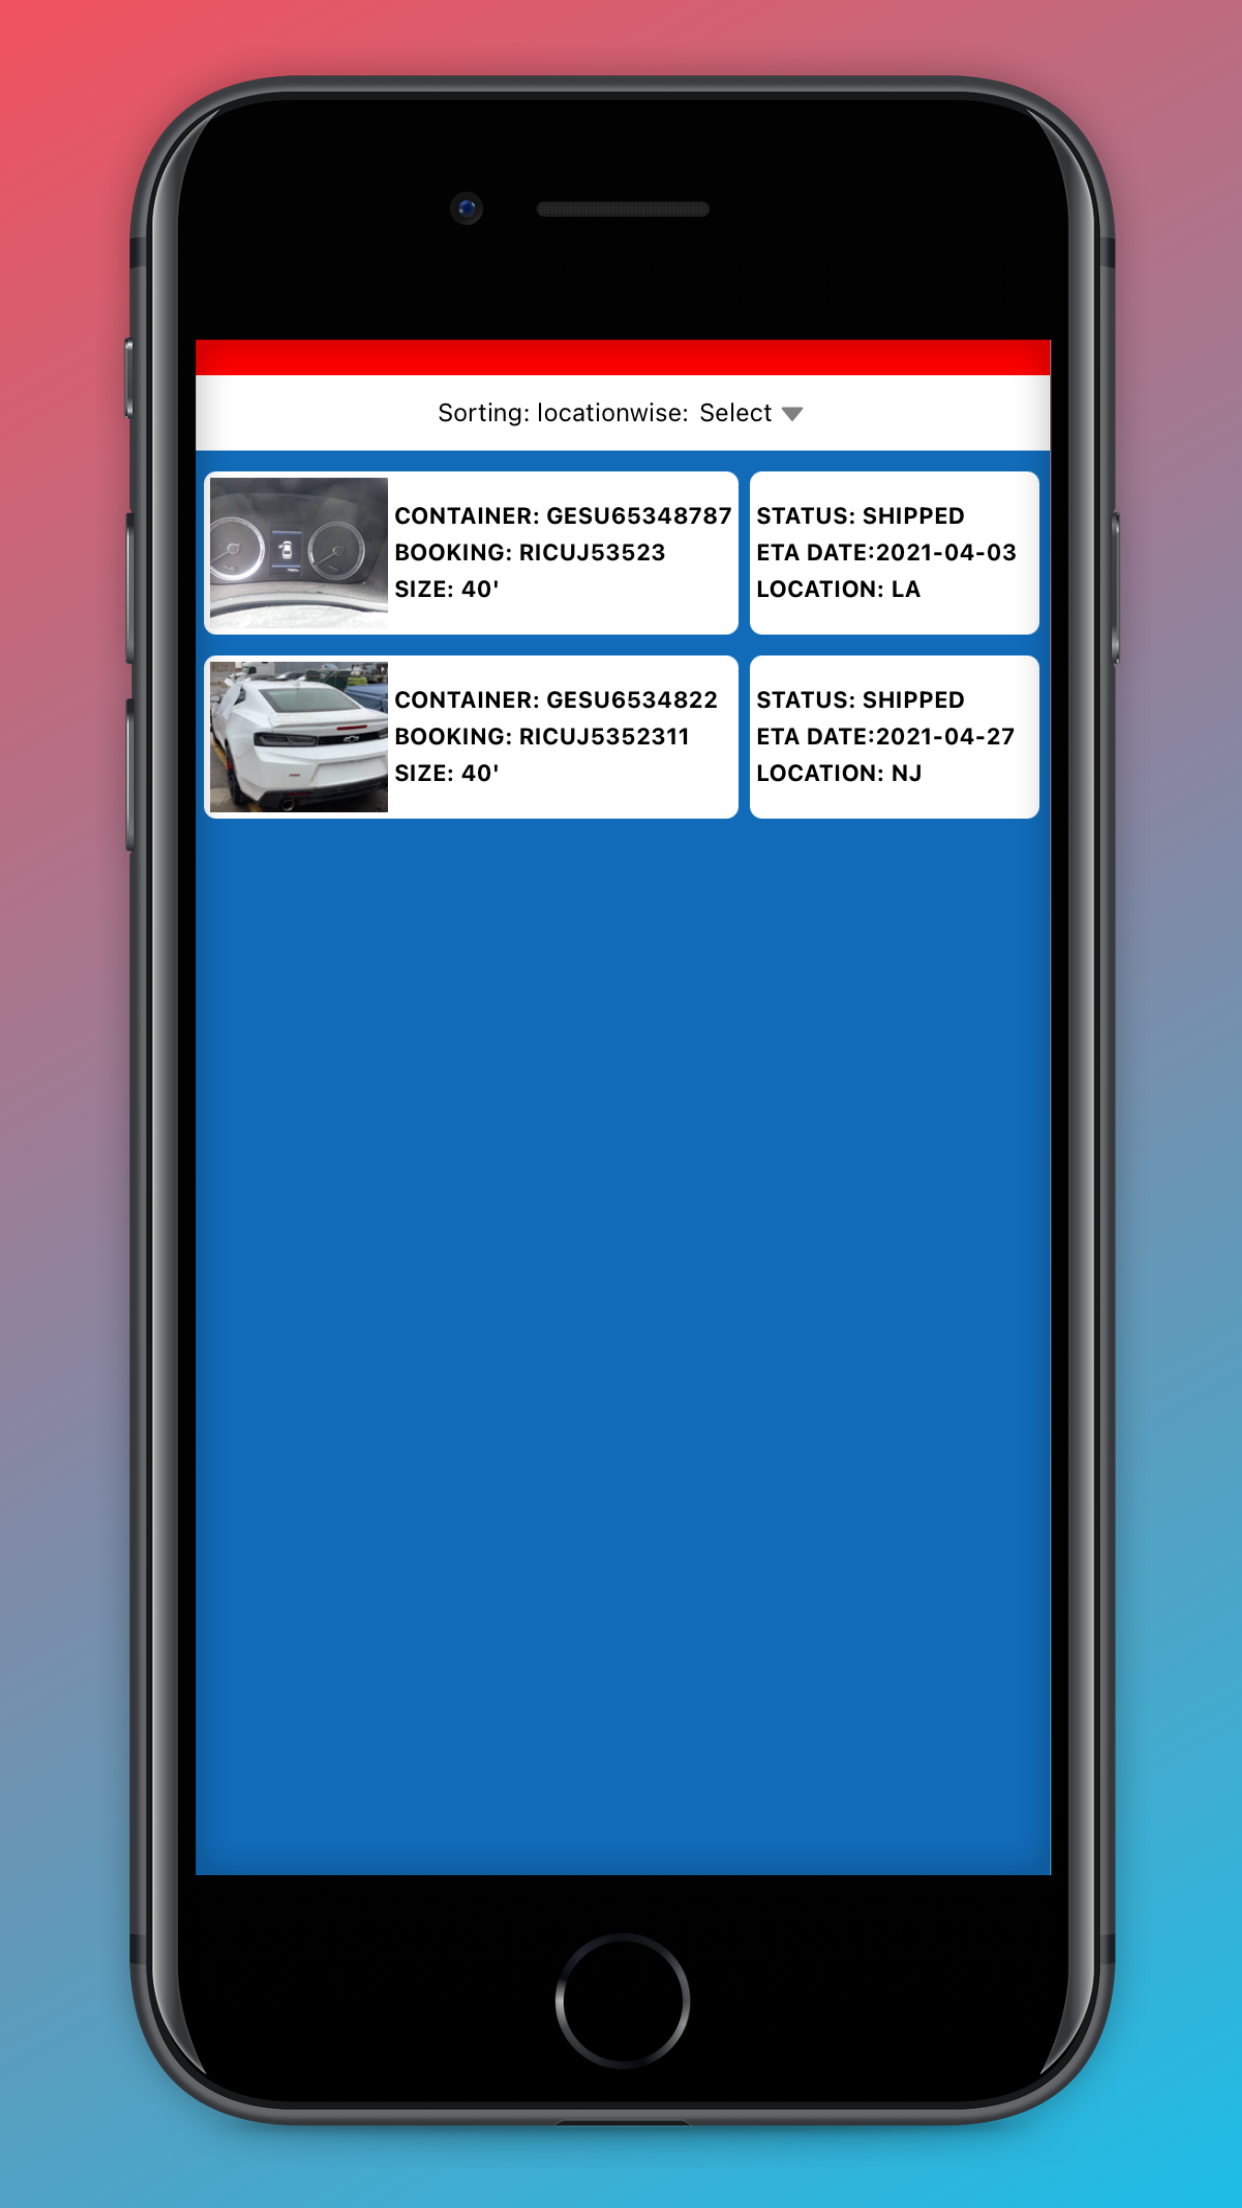 Sorting: locationwise: Select
CONTAINER: GESU65348787
BOOKING: RICUJ53523
SIZE: 40'
STATUS: SHIPPED
ETA DATE:2021-04-03
LOCATION: LA
CONTAINER: GESU6534822
BOOKING: RICUJ5352311
SIZE: 40'
STATUS: SHIPPED
ETA DATE:2021-04-27
LOCATION: NJ